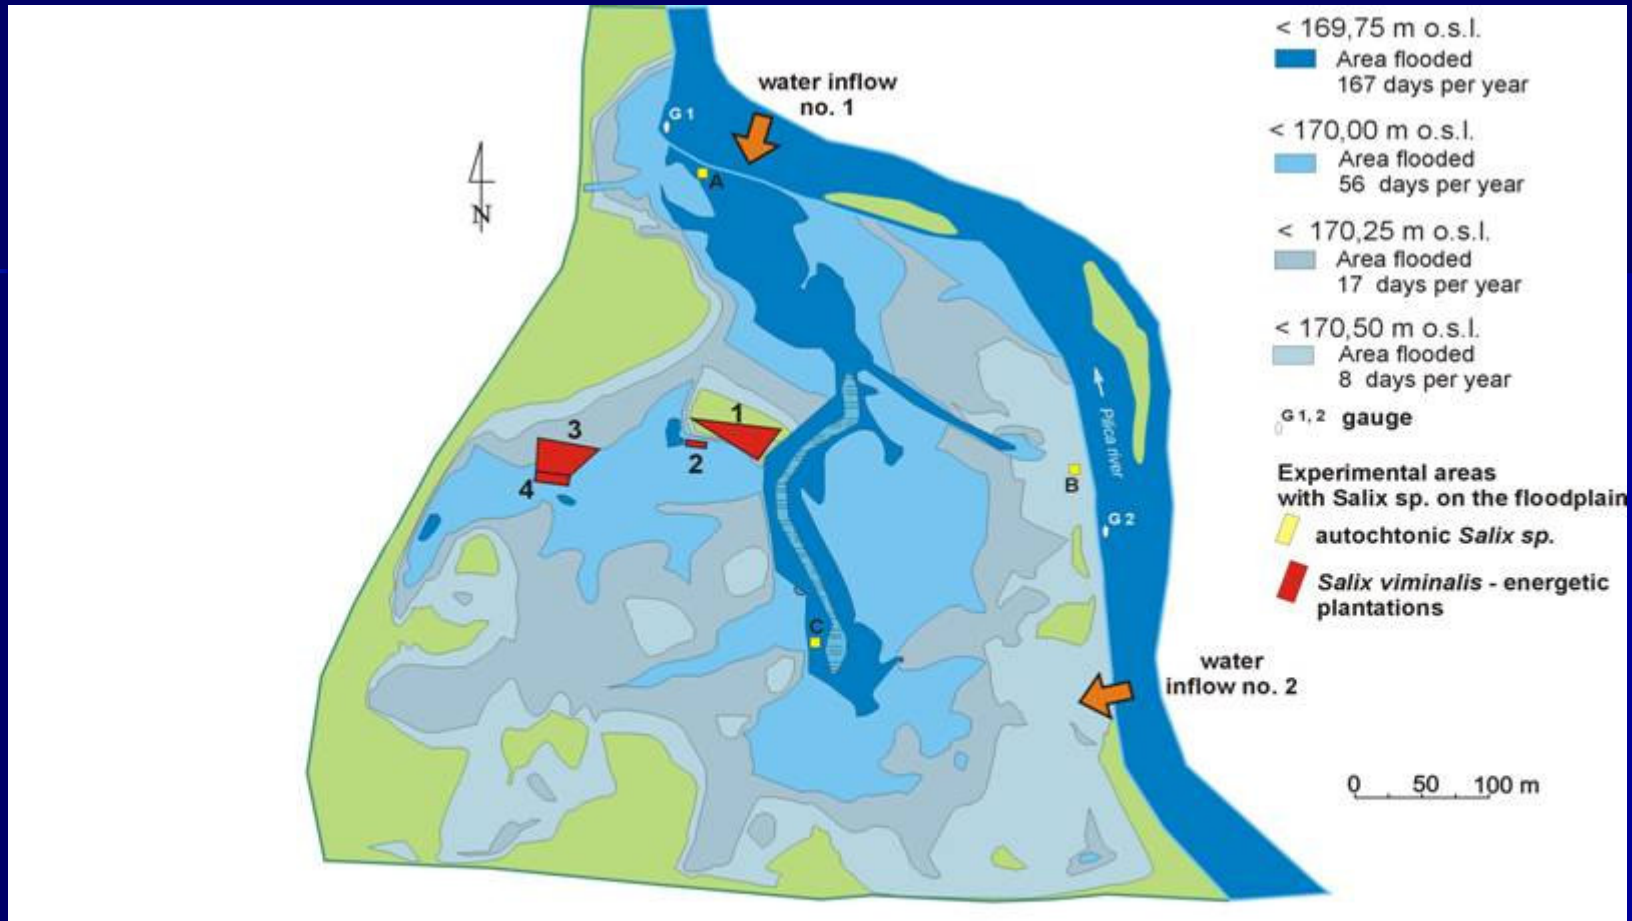 water inflow
no. 1
G 1
A
N
1
2
3
4
Pilica river
B
G 2
C
water
inflow no. 2
< 169,75 m o.s.l.
Area flooded
167 days per year
< 170,00 m o.s.l.
Area flooded
56 days per year
< 170,25 m o.s.l.
Area flooded
17 days per year
< 170,50 m o.s.l.
Area flooded
8 days per year
G 1, 2 gauge
Experimental areas
with Salix sp. on the floodplain
autochtonic Salix sp.
Salix viminalis - energetic
plantations
0 50 100 m